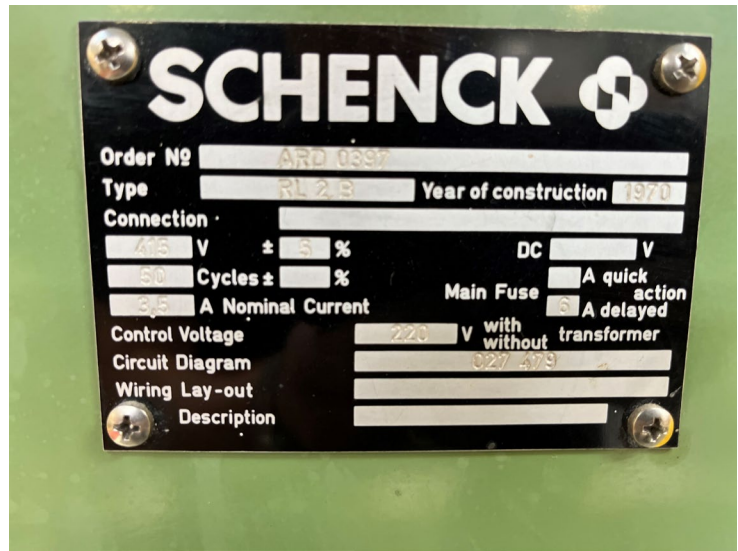 SCHENCK
Order Nº ARD 0397
Type RL 2,B Year of construction 1970
Connection
415 V ± 5 % DC V
50 Cycles ± % A quick action
3,5 A Nominal Current Main Fuse 6 A delayed
Control Voltage 220 V with without transformer
Circuit Diagram 027 479
Wiring Lay-out
Description